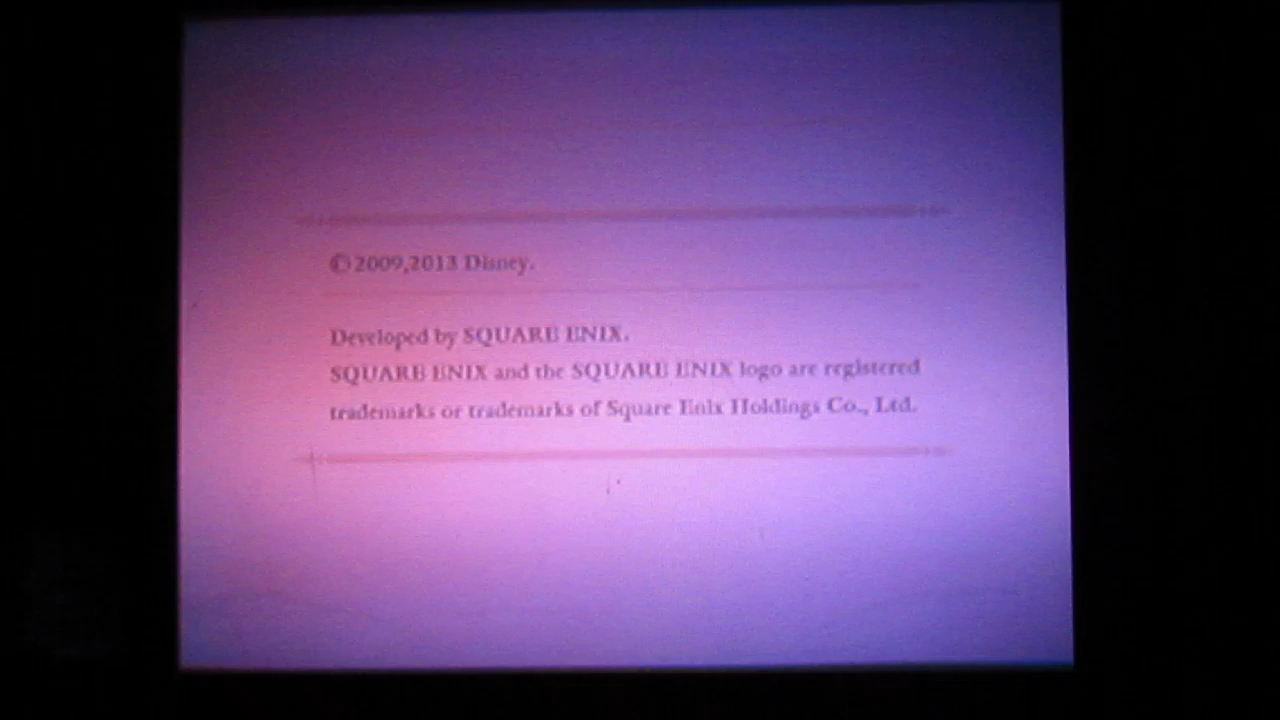 © 2009,2013 Disney.
Developed by SQUARE ENIX.
SQUARE ENIX and the SQUARE ENIX logo are registered
trademarks or trademarks of Square Enix Holdings Co., Ltd.